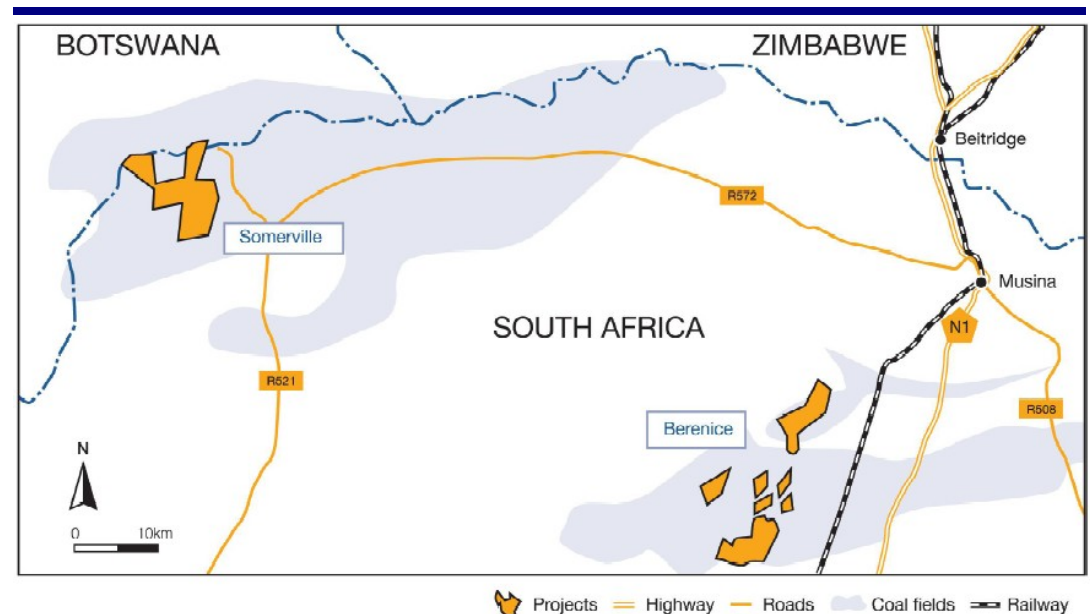 BOTSWANA
ZIMBABWE
Beitridge
R572
Somerville
Musina
SOUTH AFRICA
N1
R521
R508
Berenice
N
0 10km
Projects Highway Roads Coal fields Railway